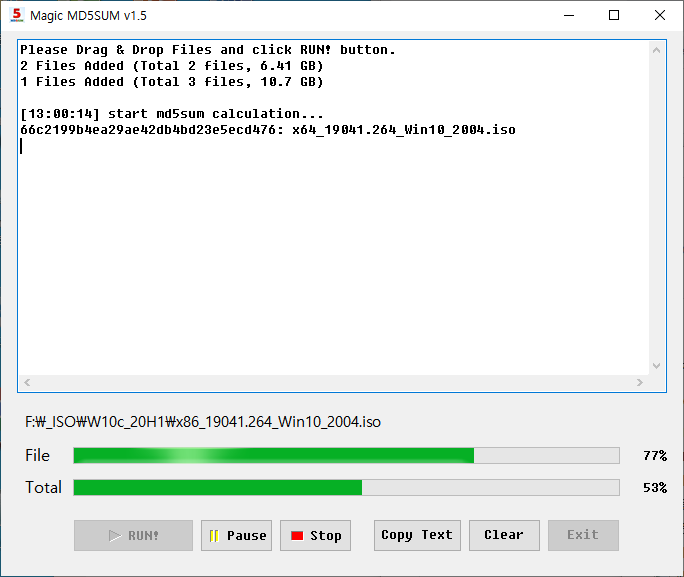 Magic MD5SUM v1.5
Please Drag & Drop Files and click RUN! button.
2 Files Added (Total 2 files, 6.41 GB)
1 Files Added (Total 3 files, 10.7 GB)
[13:00:14] start md5sum calculation...
66c2199b4ea29ae42db4bd23e5ecd476: x64_19041.264_Win10_2004.iso
F:₩_ISO₩W10c_20H1₩x86_19041.264_Win10_2004.iso
File 77%
Total 53%
RUN! Pause Stop Copy Text Clear Exit